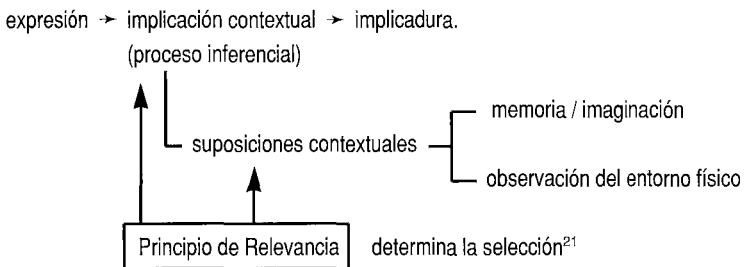 expresión → implicación contextual → implicadura.
(proceso inferencial)
memoria / imaginación
suposiciones contextuales
observación del entorno físico
Principio de Relevancia determina la selección²¹